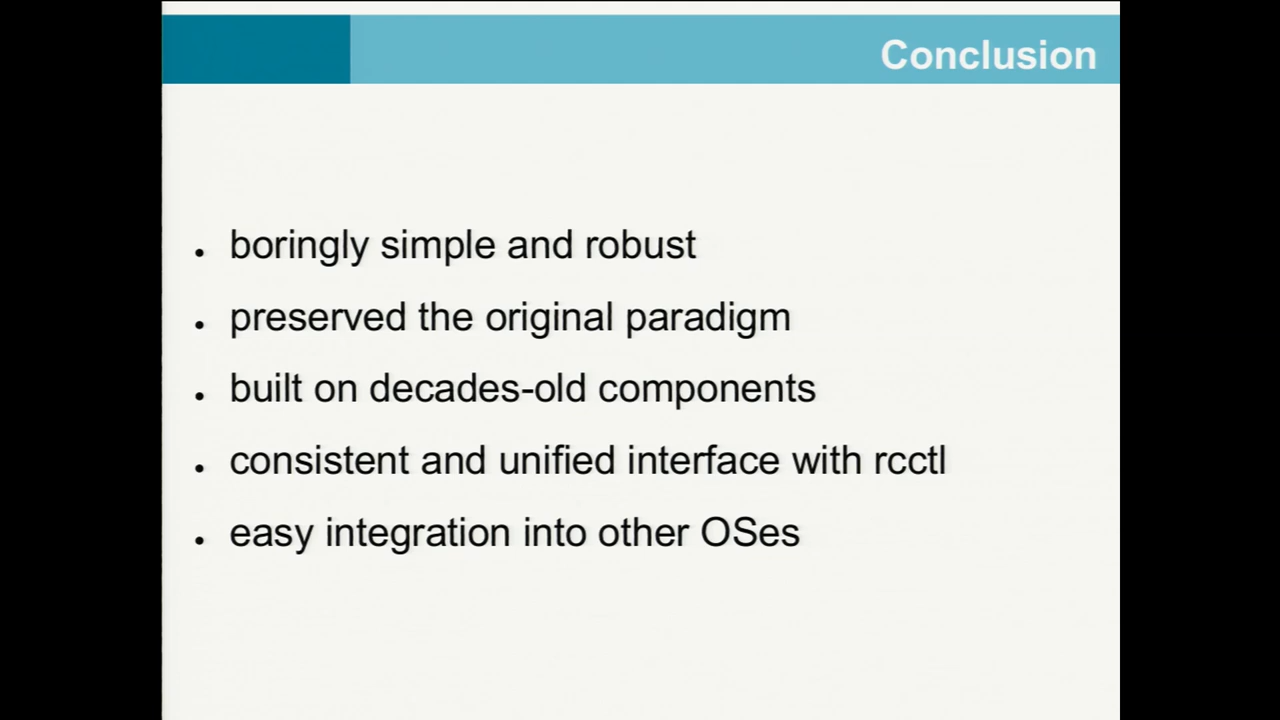 Conclusion
boringly simple and robust
preserved the original paradigm
built on decades-old components
consistent and unified interface with rcctl
easy integration into other OSes